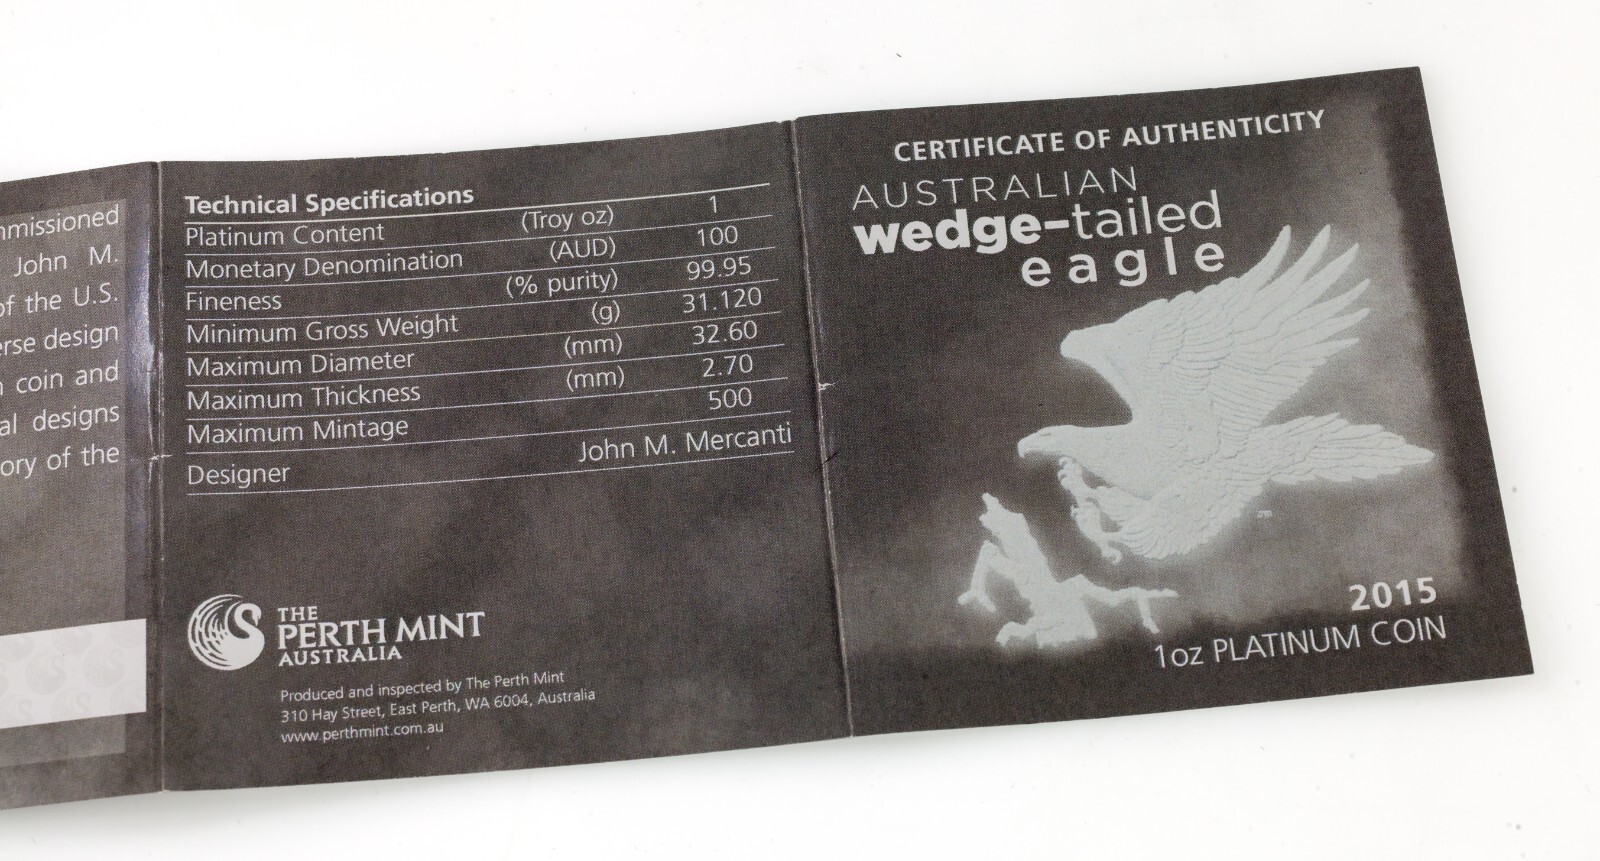 mmissioned
John M.
of the U.S.
erse design
coin and
al designs
ory of the
Technical Specifications
Platinum Content (Troy oz) 1
Monetary Denomination (AUD) 100
Fineness (% purity) 99.95
Minimum Gross Weight (g) 31.120
Maximum Diameter (mm) 32.60
Maximum Thickness (mm) 2.70
Maximum Mintage 500
Designer John M. Mercanti
THE
PERTH MINT
AUSTRALIA
Produced and inspected by The Perth Mint
310 Hay Street, East Perth, WA 6004, Australia
www.perthmint.com.au
CERTIFICATE OF AUTHENTICITY
AUSTRALIAN
wedge-tailed
eagle
2015
1oz PLATINUM COIN